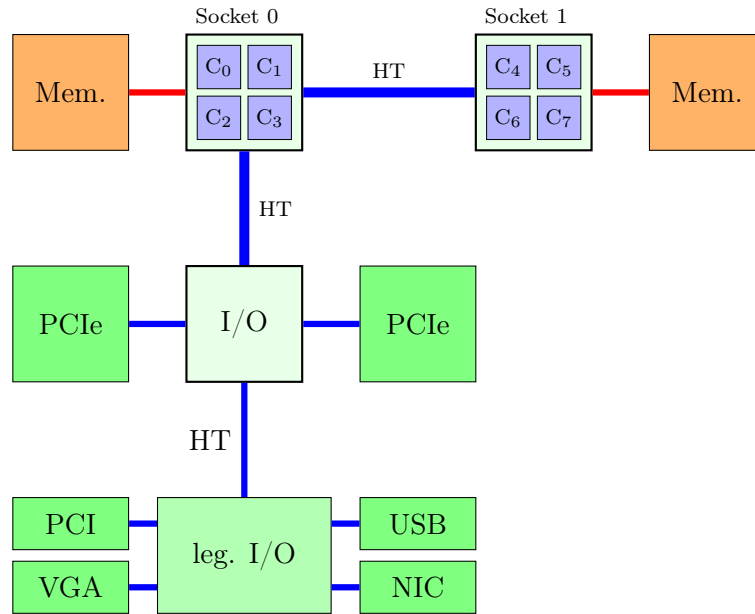 Socket 0
Socket 1
Mem.
C₀ C₁
C₂ C₃
HT
C₄ C₅
C₆ C₇
Mem.
HT
PCIe
I/O
PCIe
HT
PCI
leg. I/O
USB
VGA
NIC